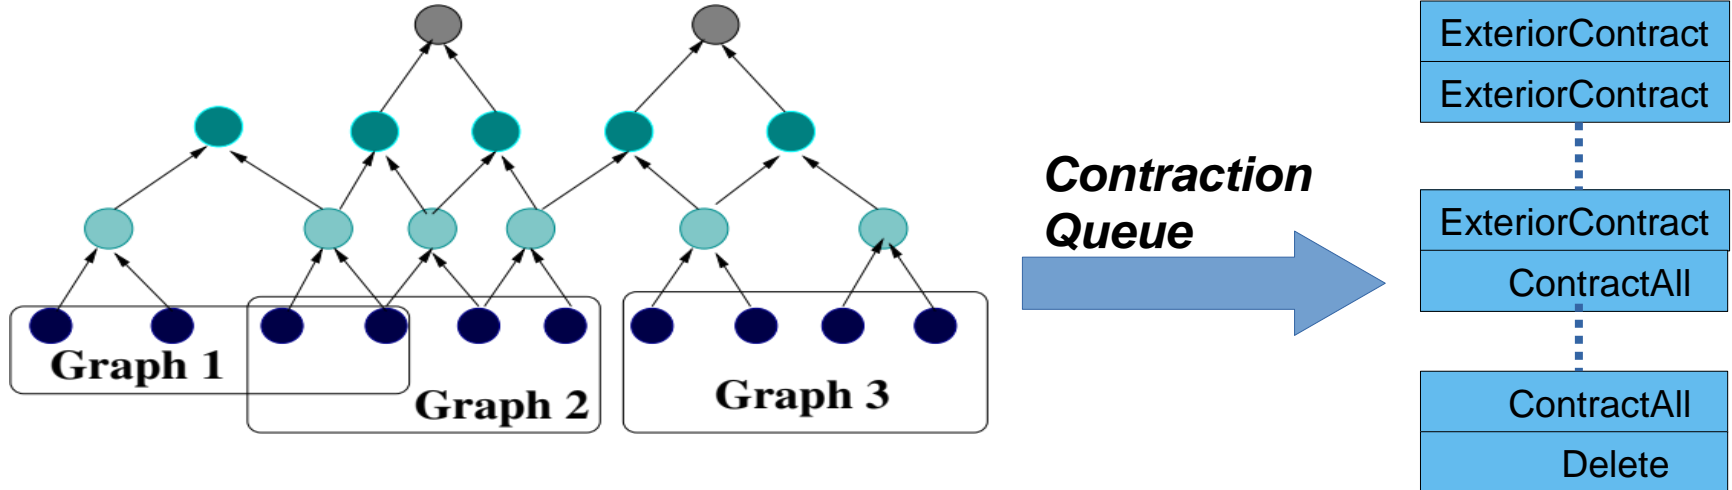 Graph 1
Graph 2
Graph 3
Contraction
Queue
ExteriorContract
ExteriorContract
ExteriorContract
ContractAll
ContractAll
Delete